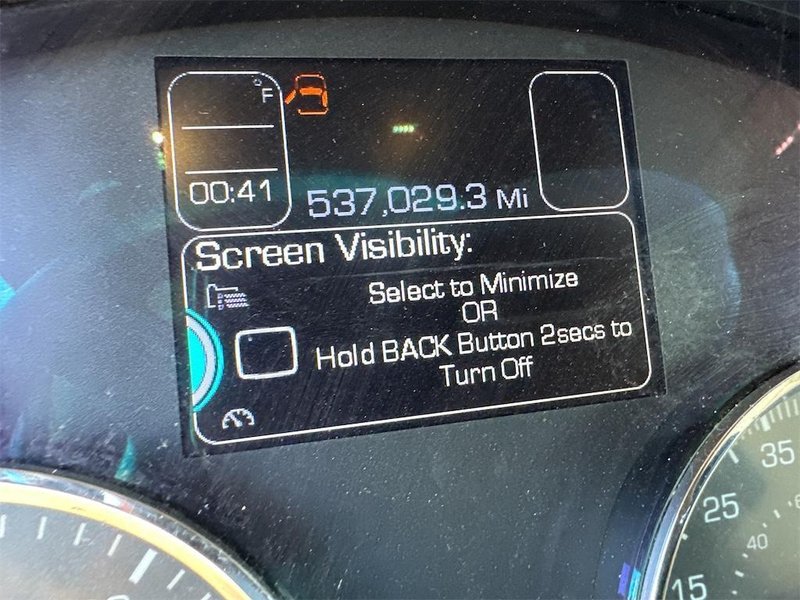 °F
00:41
537,029.3 Mi
Screen Visibility:
Select to Minimize
OR
Hold BACK Button 2secs to
Turn Off
35
25
15
40